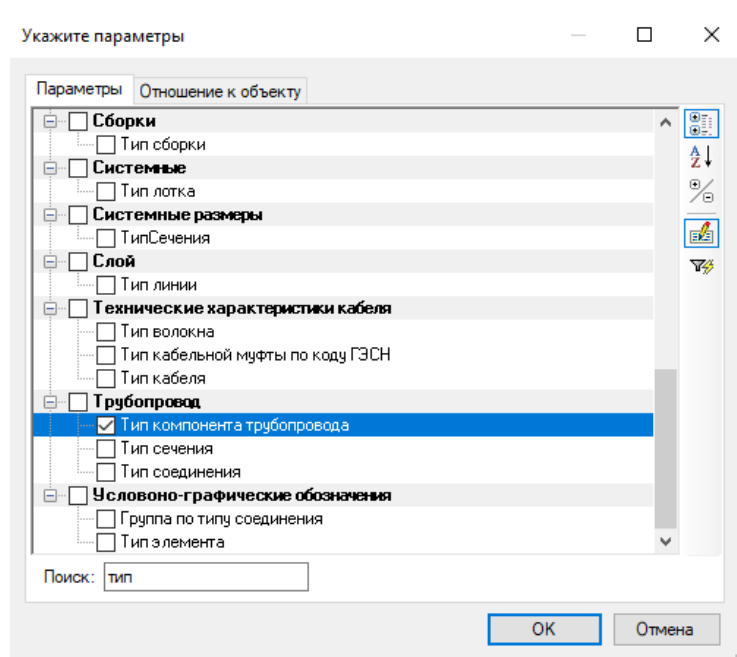 Укажите параметры
Параметры
Отношение к объекту
Сборки
Тип сборки
Системные
Тип лотка
Системные размеры
ТипСечения
Слой
Тип линии
Технические характеристики кабеля
Тип волокна
Тип кабельной муфты по коду ГЭСН
Тип кабеля
Трубопровод
Тип компонента трубопровода
Тип сечения
Тип соединения
Условоно-графические обозначения
Группа по типу соединения
Тип элемента
Поиск: тип
OK Отмена